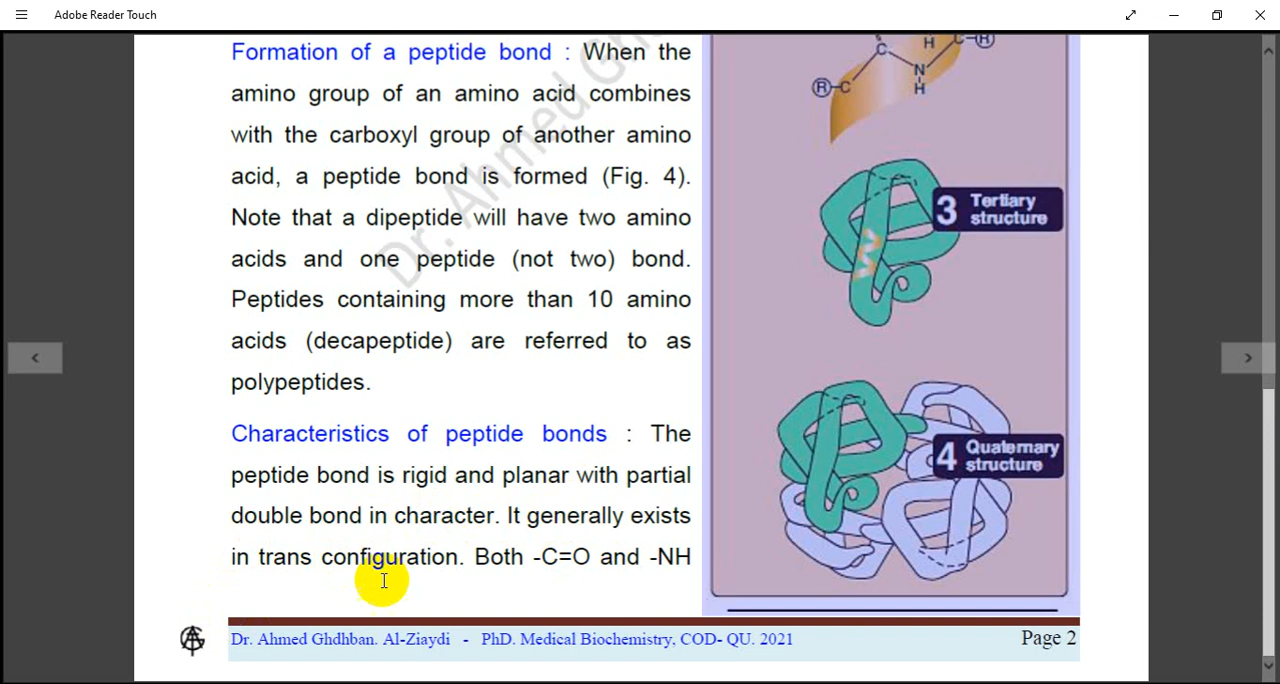 Adobe Reader Touch
Formation of a peptide bond : When the
amino group of an amino acid combines
with the carboxyl group of another amino
acid, a peptide bond is formed (Fig. 4).
Note that a dipeptide will have two amino
acids and one peptide (not two) bond.
Peptides containing more than 10 amino
acids (decapeptide) are referred to as
polypeptides.
Characteristics of peptide bonds : The
peptide bond is rigid and planar with partial
double bond in character. It generally exists
in trans configuration. Both -C=O and -NH
Dr. Ahmed
H
C
C
R
N
H
R
C
3 Tertiary
structure
4 Quaternary
structure
Dr. Ahmed Ghdhban. Al-Ziaydi - PhD. Medical Biochemistry, COD- QU. 2021
Page 2